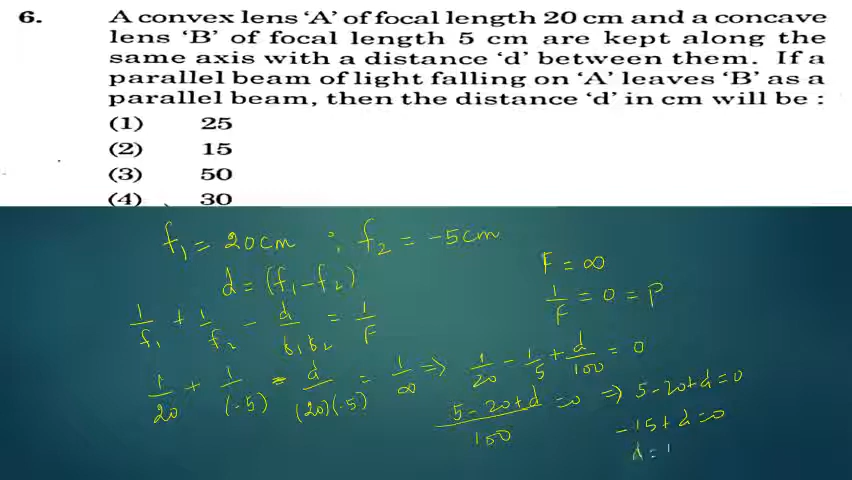 6. A convex lens ‘A’ of focal length 20 cm and a concave
lens ‘B’ of focal length 5 cm are kept along the
same axis with a distance ‘d’ between them. If a
parallel beam of light falling on ‘A’ leaves ‘B’ as a
parallel beam, then the distance ‘d’ in cm will be :
(1) 25
(2) 15
(3) 50
(4) 30
f₁ = 20cm ; f₂ = -5cm
d = (f₁ - f₂)
1/f₁ + 1/f₂ - d/f₁f₂ = 1/F
1/20 + 1/(-5) - d/(20)(-5) = 1/∞ ⇒ 1/20 - 1/5 + d/100 = 0
F = ∞
1/F = 0 = P
5-20+d/100 = 0 ⇒ 5-20+d=0
-15+d=0
d=1